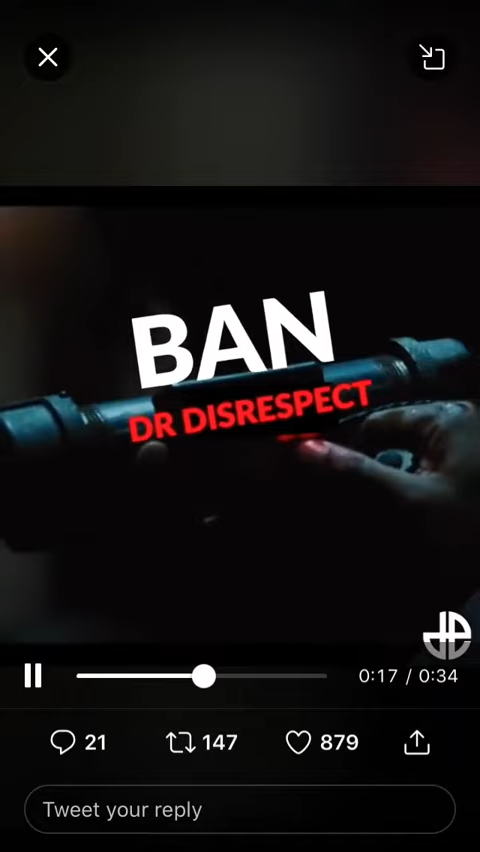 BAN
DR DISRESPECT
0:17 / 0:34
21
147
879
Tweet your reply